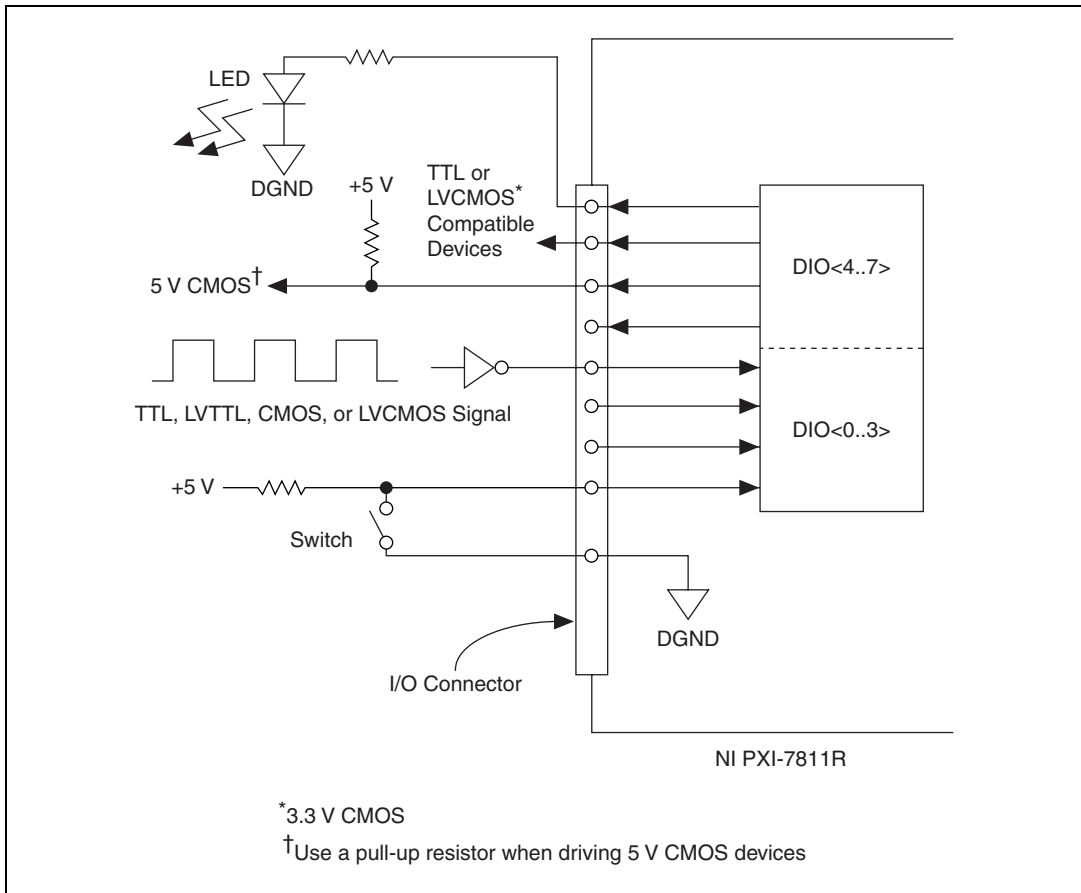 LED
DGND
+5 V
TTL or
LVCMOS*
Compatible
Devices
5 V CMOS†
DIO<4..7>
TTL, LVTTL, CMOS, or LVCMOS Signal
DIO<0..3>
+5 V
Switch
DGND
I/O Connector
NI PXI-7811R
*3.3 V CMOS
†Use a pull-up resistor when driving 5 V CMOS devices